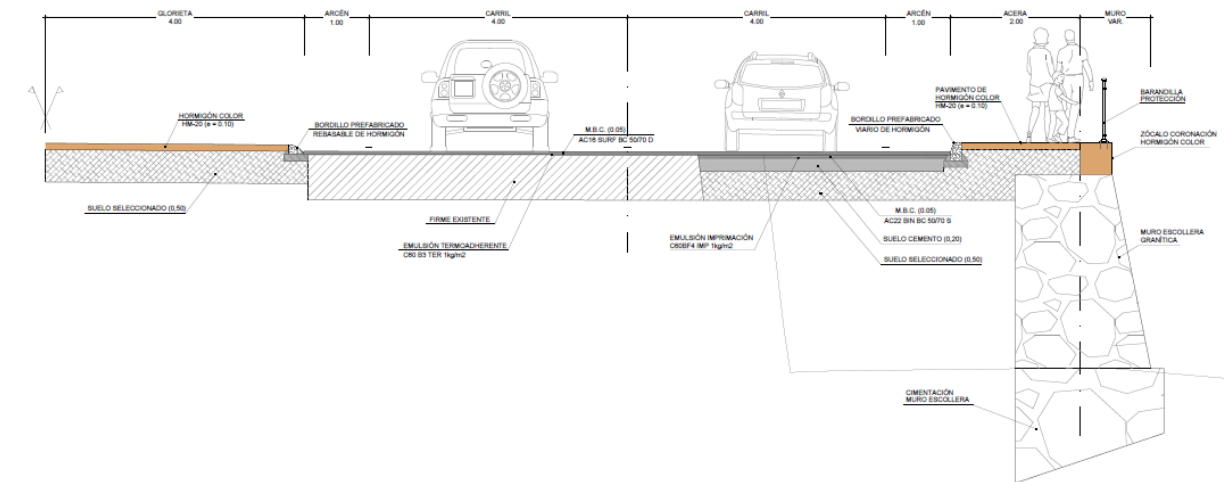 GLORIETA
4.00
ARCÉN
1.00
CARRIL
4.00
CARRIL
4.00
ARCÉN
1.00
ACERA
2.00
MURO
VAR.
HORMIGÓN COLOR
HM-20 (e = 0.10)
BORDILLO PREFABRICADO
REBASABLE DE HORMIGÓN
M.B.C. (0.05)
AC16 SURF BC 50/70 D
BORDILLO PREFABRICADO
VIARIO DE HORMIGÓN
PAVIMENTO DE
HORMIGÓN COLOR
HM-20 (e = 0.10)
BARANDILLA
PROTECCIÓN
ZÓCALO CORONACIÓN
HORMIGÓN COLOR
SUELO SELECCIONADO (0,50)
FIRME EXISTENTE
EMULSIÓN TERMOADHERENTE
C60 B3 TER 1kg/m2
EMULSIÓN IMPRIMACIÓN
C60BF4 IMP 1kg/m2
M.B.C. (0.05)
AC22 BIN BC 50/70 S
SUELO CEMENTO (0,20)
SUELO SELECCIONADO (0,50)
MURO ESCOLLERA
GRANÍTICA
CIMENTACIÓN
MURO ESCOLLERA